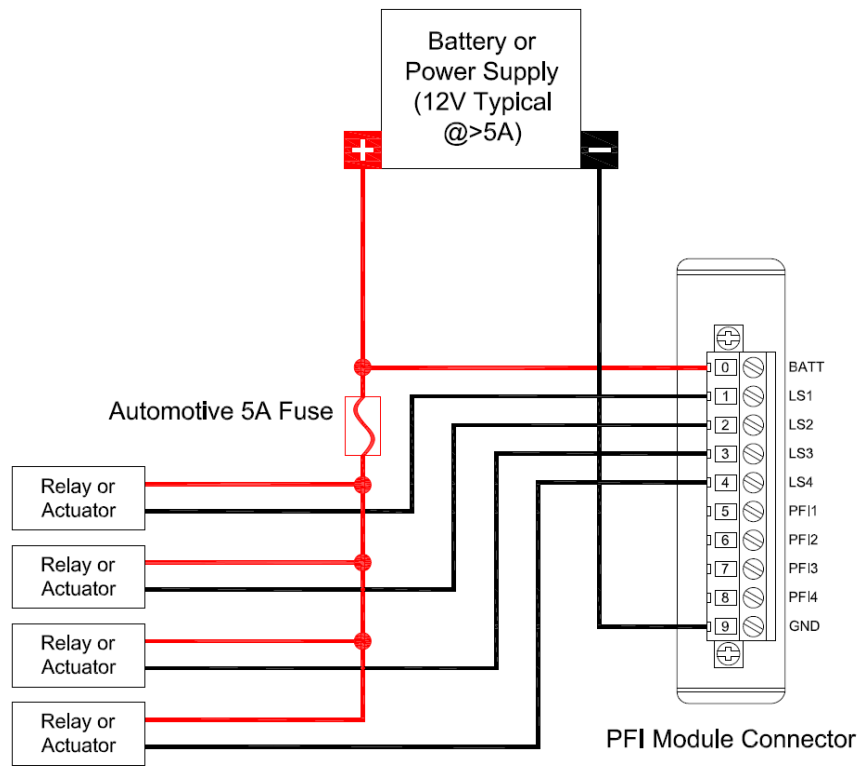 Battery or
Power Supply
(12V Typical
@>5A)
+
−
Automotive 5A Fuse
0 BATT
1 LS1
2 LS2
3 LS3
4 LS4
5 PFI1
6 PFI2
7 PFI3
8 PFI4
9 GND
Relay or
Actuator
Relay or
Actuator
Relay or
Actuator
Relay or
Actuator
PFI Module Connector